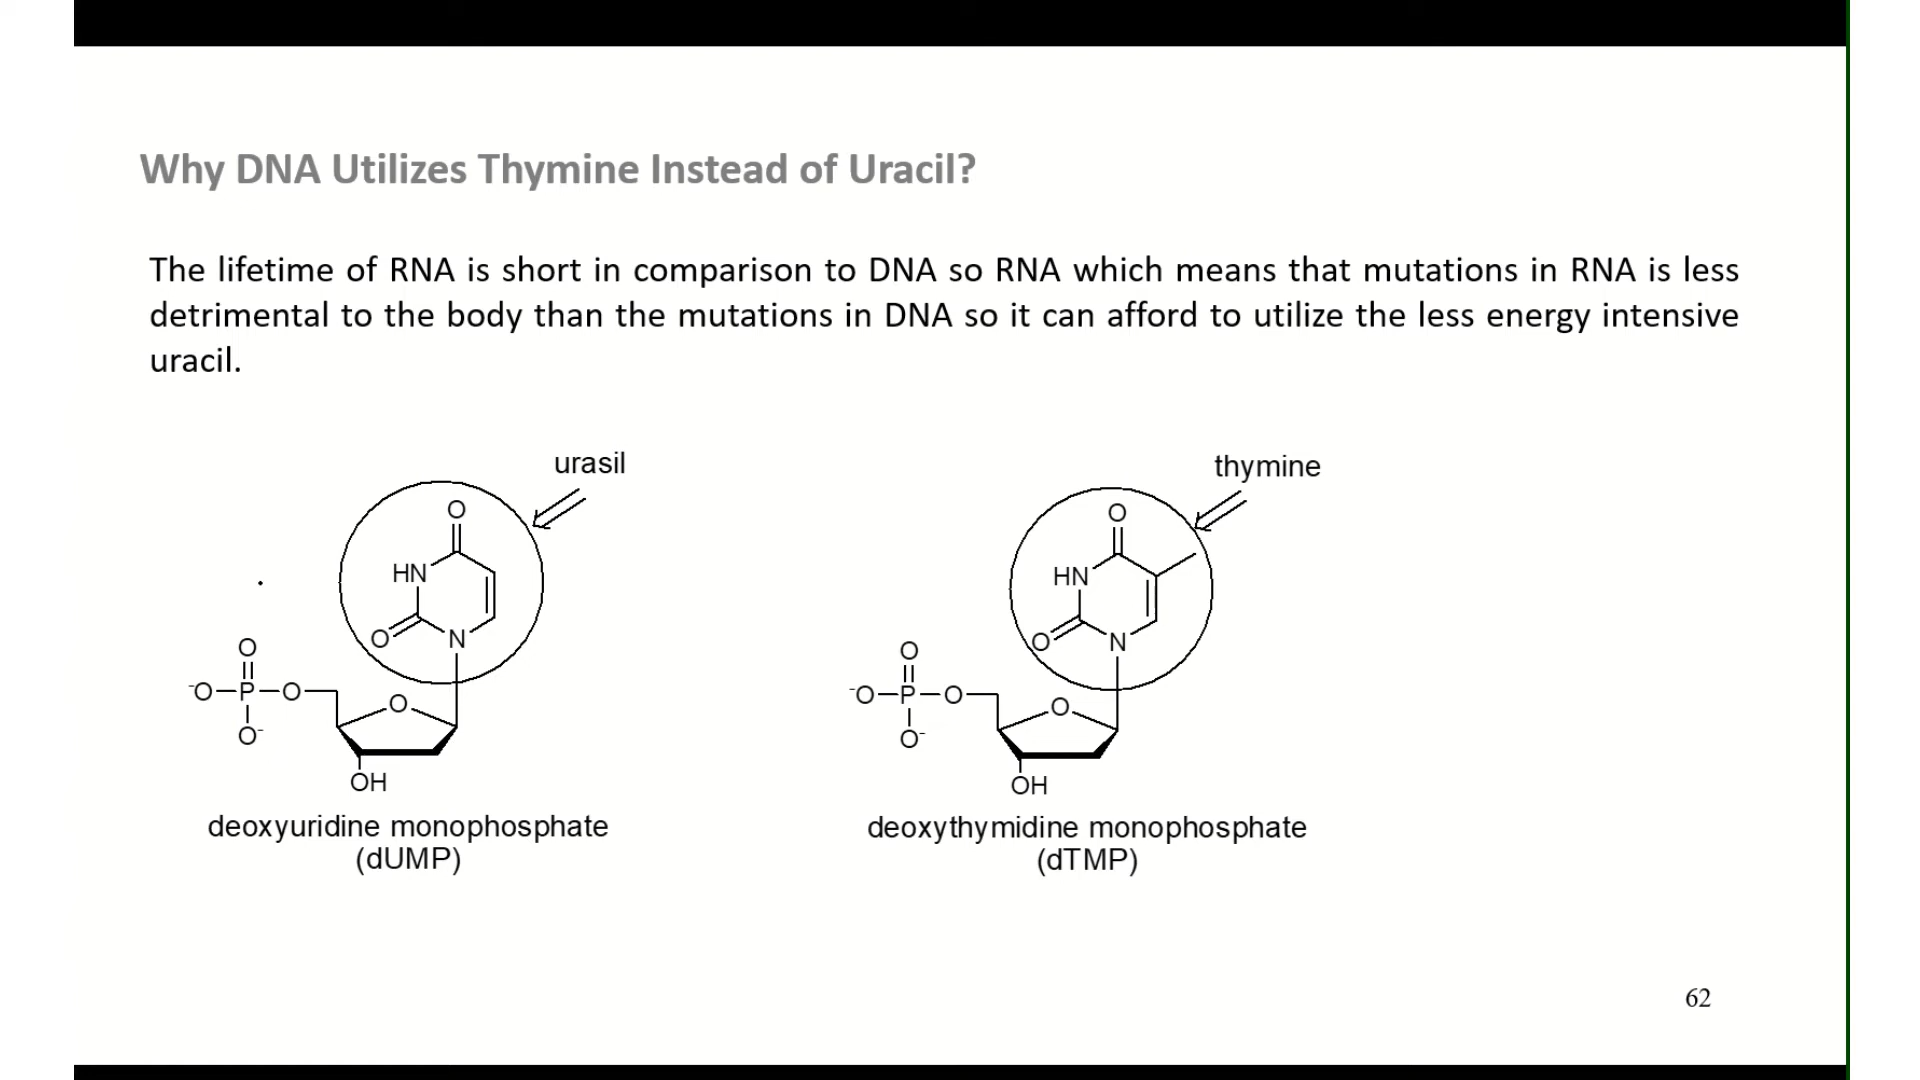 Why DNA Utilizes Thymine Instead of Uracil?
The lifetime of RNA is short in comparison to DNA so RNA which means that mutations in RNA is less
detrimental to the body than the mutations in DNA so it can afford to utilize the less energy intensive
uracil.
urasil
O
HN
O
N
O
-O-P-O
O-
O
OH
deoxyuridine monophosphate
(dUMP)
thymine
O
HN
O
N
O
-O-P-O
O-
O
OH
deoxythymidine monophosphate
(dTMP)
62